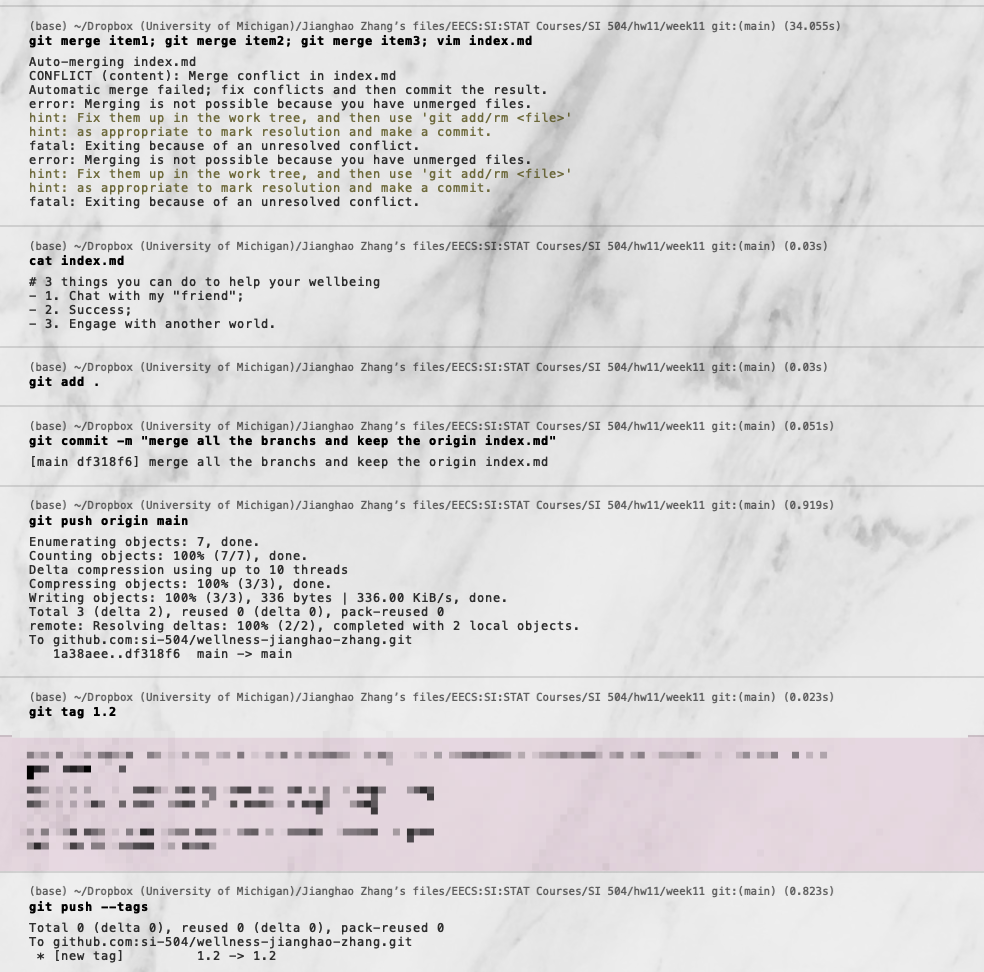 (base) ~/Dropbox (University of Michigan)/Jianghao Zhang’s files/EECS:SI:STAT Courses/SI 504/hw11/week11 git:(main) (34.055s)
git merge item1; git merge item2; git merge item3; vim index.md
Auto-merging index.md
CONFLICT (content): Merge conflict in index.md
Automatic merge failed; fix conflicts and then commit the result.
error: Merging is not possible because you have unmerged files.
hint: Fix them up in the work tree, and then use 'git add/rm <file>'
hint: as appropriate to mark resolution and make a commit.
fatal: Exiting because of an unresolved conflict.
error: Merging is not possible because you have unmerged files.
hint: Fix them up in the work tree, and then use 'git add/rm <file>'
hint: as appropriate to mark resolution and make a commit.
fatal: Exiting because of an unresolved conflict.
(base) ~/Dropbox (University of Michigan)/Jianghao Zhang’s files/EECS:SI:STAT Courses/SI 504/hw11/week11 git:(main) (0.03s)
cat index.md
# 3 things you can do to help your wellbeing
- 1. Chat with my "friend";
- 2. Success;
- 3. Engage with another world.
(base) ~/Dropbox (University of Michigan)/Jianghao Zhang’s files/EECS:SI:STAT Courses/SI 504/hw11/week11 git:(main) (0.03s)
git add .
(base) ~/Dropbox (University of Michigan)/Jianghao Zhang’s files/EECS:SI:STAT Courses/SI 504/hw11/week11 git:(main) (0.051s)
git commit -m "merge all the branchs and keep the origin index.md"
[main df318f6] merge all the branchs and keep the origin index.md
(base) ~/Dropbox (University of Michigan)/Jianghao Zhang’s files/EECS:SI:STAT Courses/SI 504/hw11/week11 git:(main) (0.919s)
git push origin main
Enumerating objects: 7, done.
Counting objects: 100% (7/7), done.
Delta compression using up to 10 threads
Compressing objects: 100% (3/3), done.
Writing objects: 100% (3/3), 336 bytes | 336.00 KiB/s, done.
Total 3 (delta 2), reused 0 (delta 0), pack-reused 0
remote: Resolving deltas: 100% (2/2), completed with 2 local objects.
To github.com:si-504/wellness-jianghao-zhang.git
   1a38aee..df318f6  main -> main
(base) ~/Dropbox (University of Michigan)/Jianghao Zhang’s files/EECS:SI:STAT Courses/SI 504/hw11/week11 git:(main) (0.023s)
git tag 1.2
(base) ~/Dropbox (University of Michigan)/Jianghao Zhang’s files/EECS:SI:STAT Courses/SI 504/hw11/week11 git:(main) (0.823s)
git push --tags
Total 0 (delta 0), reused 0 (delta 0), pack-reused 0
To github.com:si-504/wellness-jianghao-zhang.git
 * [new tag]         1.2 -> 1.2